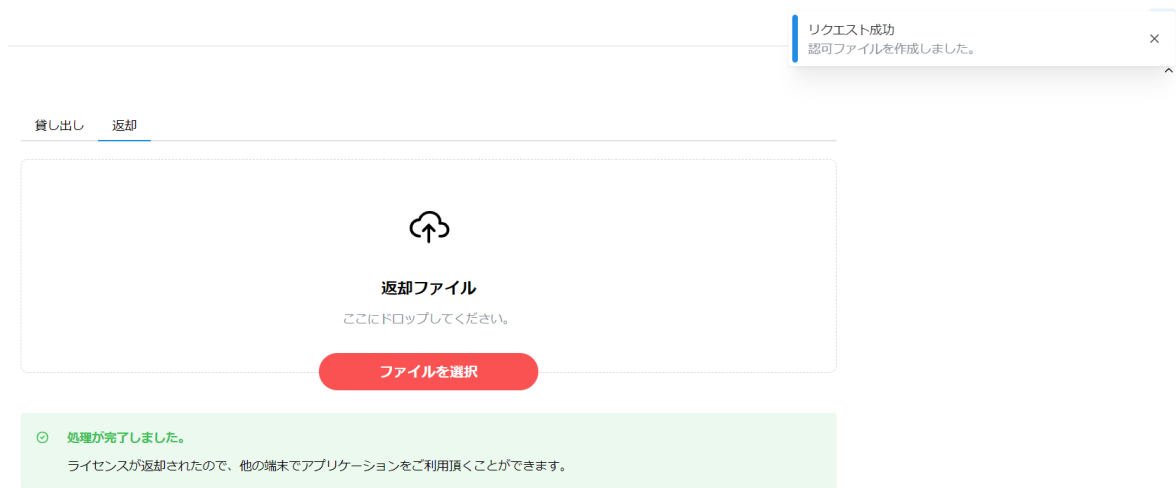 リクエスト成功
認可ファイルを作成しました。
貸し出し 返却
返却ファイル
ここにドロップしてください。
ファイルを選択
処理が完了しました。
ライセンスが返却されたので、他の端末でアプリケーションをご利用頂くことができます。